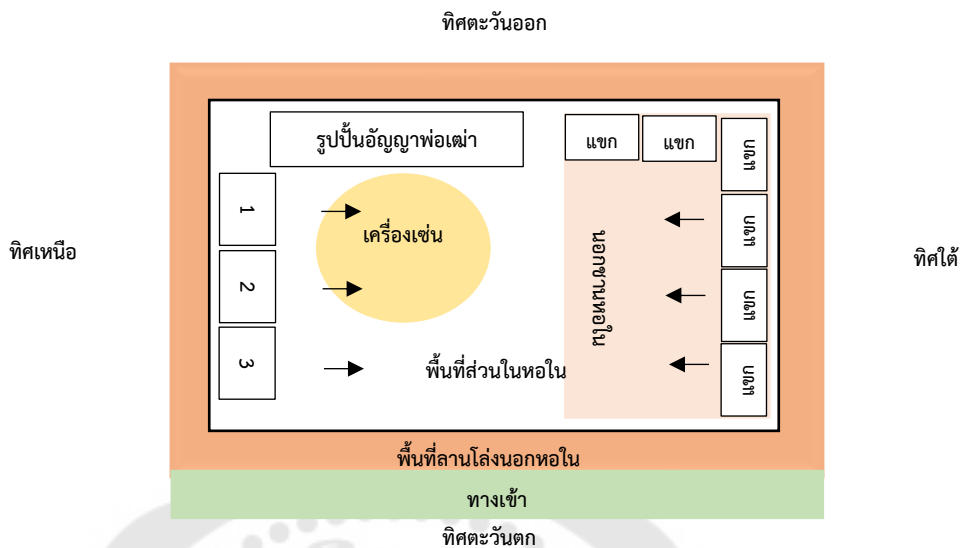 ทิศตะวันออก
รูปปั้นอัญญาพ่อเฒ่า
แขก
แขก
แขก
1
เครื่องเซ่น
แขก
ทิศเหนือ
นอกชานหอใน
ทิศใต้
2
แขก
3
พื้นที่ส่วนในหอใน
แขก
พื้นที่ลานโล่งนอกหอใน
ทางเข้า
ทิศตะวันตก